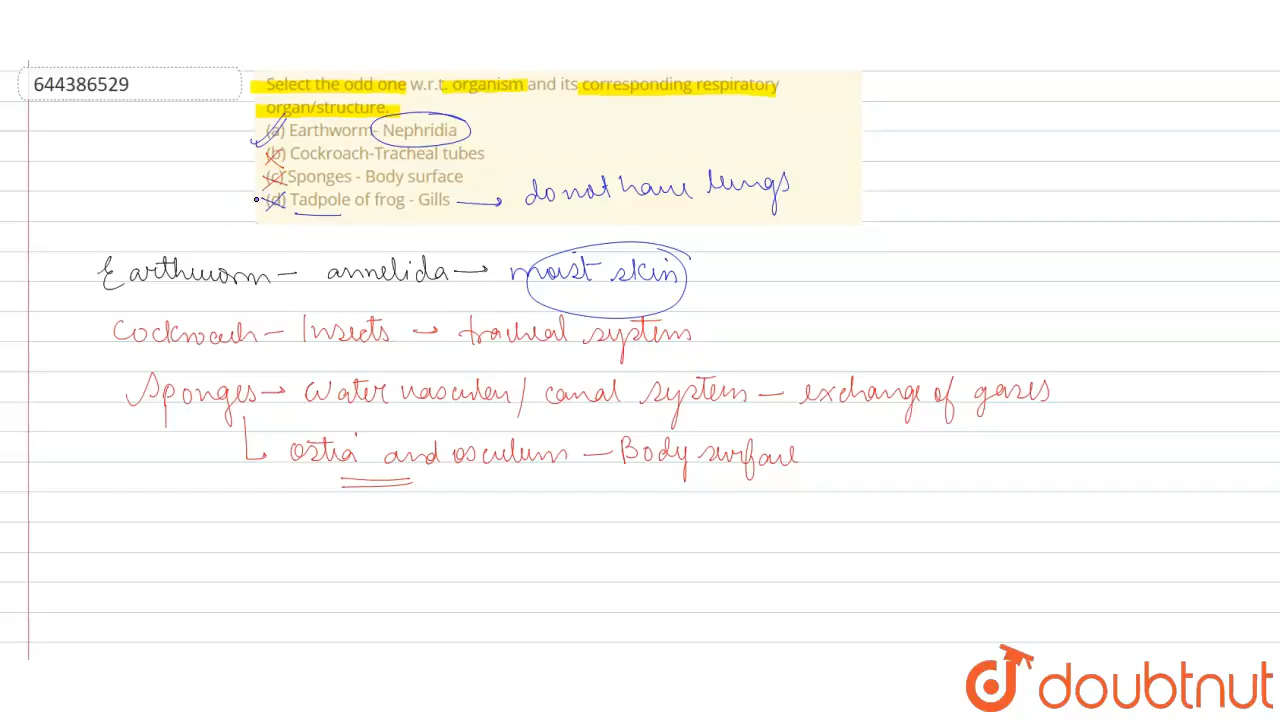 644386529
Select the odd one w.r.t. organism and its corresponding respiratory
organ/structure.
(a) Earthworm- Nephridia
(b) Cockroach-Tracheal tubes
(c) Sponges - Body surface
(d) Tadpole of frog - Gills → do not have lungs
Earthworm - annelida → moist skin
Cockroach - Insects → tracheal system
Sponges → water vascular / canal system - exchange of gases
ostia and osculum - Body surface
doubtnut